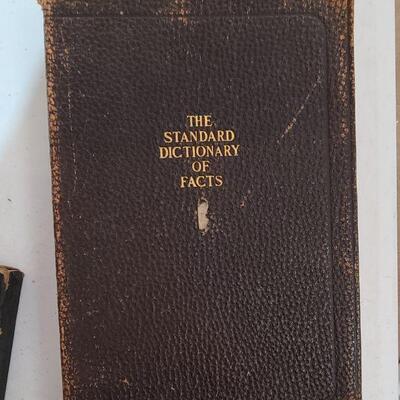 THE
STANDARD
DICTIONARY
OF
FACTS